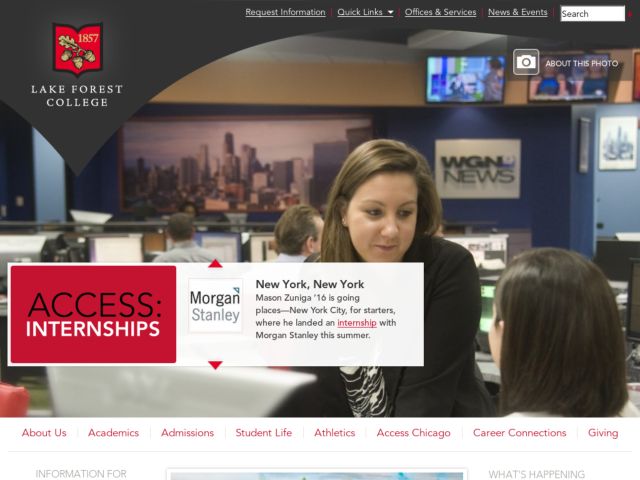 Request Information
Quick Links
Offices & Services
News & Events
Search
1857
LAKE FOREST
COLLEGE
ABOUT THIS PHOTO
WGN9
NEWS
ACCESS:
INTERNSHIPS
Morgan
Stanley
New York, New York
Mason Zuniga '16 is going
places—New York City, for starters,
where he landed an internship with
Morgan Stanley this summer.
About Us
Academics
Admissions
Student Life
Athletics
Access Chicago
Career Connections
Giving
INFORMATION FOR
WHAT'S HAPPENING